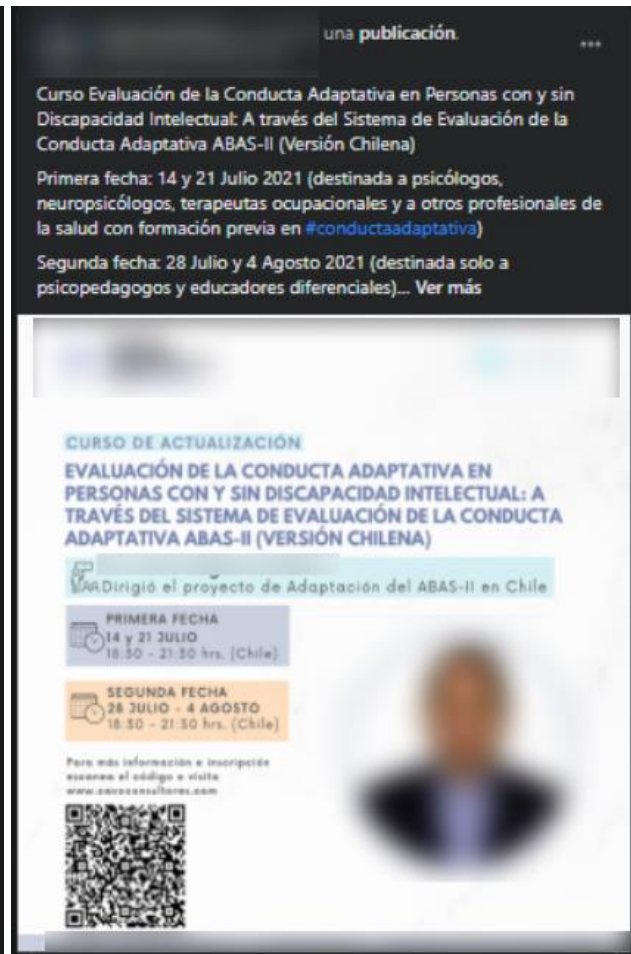 una publicación.
Curso Evaluación de la Conducta Adaptativa en Personas con y sin
Discapacidad Intelectual: A través del Sistema de Evaluación de la
Conducta Adaptativa ABAS-II (Versión Chilena)
Primera fecha: 14 y 21 Julio 2021 (destinada a psicólogos,
neuropsicólogos, terapeutas ocupacionales y a otros profesionales de
la salud con formación previa en #conductaadaptativa)
Segunda fecha: 28 Julio y 4 Agosto 2021 (destinada solo a
psicopedagogos y educadores diferenciales)... Ver más
CURSO DE ACTUALIZACIÓN
EVALUACIÓN DE LA CONDUCTA ADAPTATIVA EN
PERSONAS CON Y SIN DISCAPACIDAD INTELECTUAL: A
TRAVÉS DEL SISTEMA DE EVALUACIÓN DE LA CONDUCTA
ADAPTATIVA ABAS-II (VERSIÓN CHILENA)
Dirigió el proyecto de Adaptación del ABAS-II en Chile
PRIMERA FECHA
14 y 21 JULIO
18:30 - 21:30 hrs. (Chile)
SEGUNDA FECHA
28 JULIO - 4 AGOSTO
18:30 - 21:30 hrs. (Chile)
Para más información e inscripción
escanea el código o visita